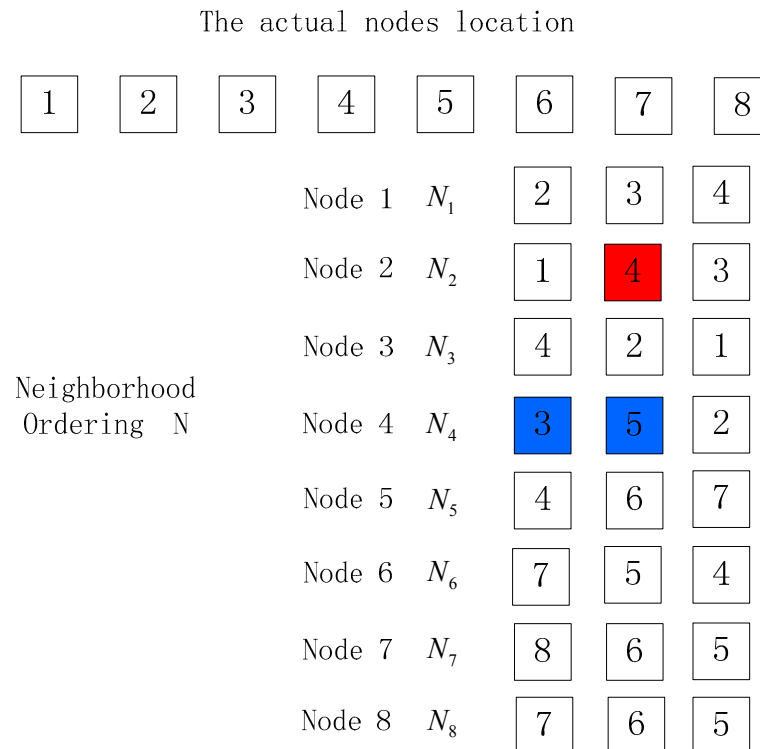 The actual nodes location
1 2 3 4 5 6 7 8
Node 1 N1 2 3 4
Node 2 N2 1 4 3
Node 3 N3 4 2 1
Neighborhood
Ordering N
Node 4 N4 3 5 2
Node 5 N5 4 6 7
Node 6 N6 7 5 4
Node 7 N7 8 6 5
Node 8 N8 7 6 5